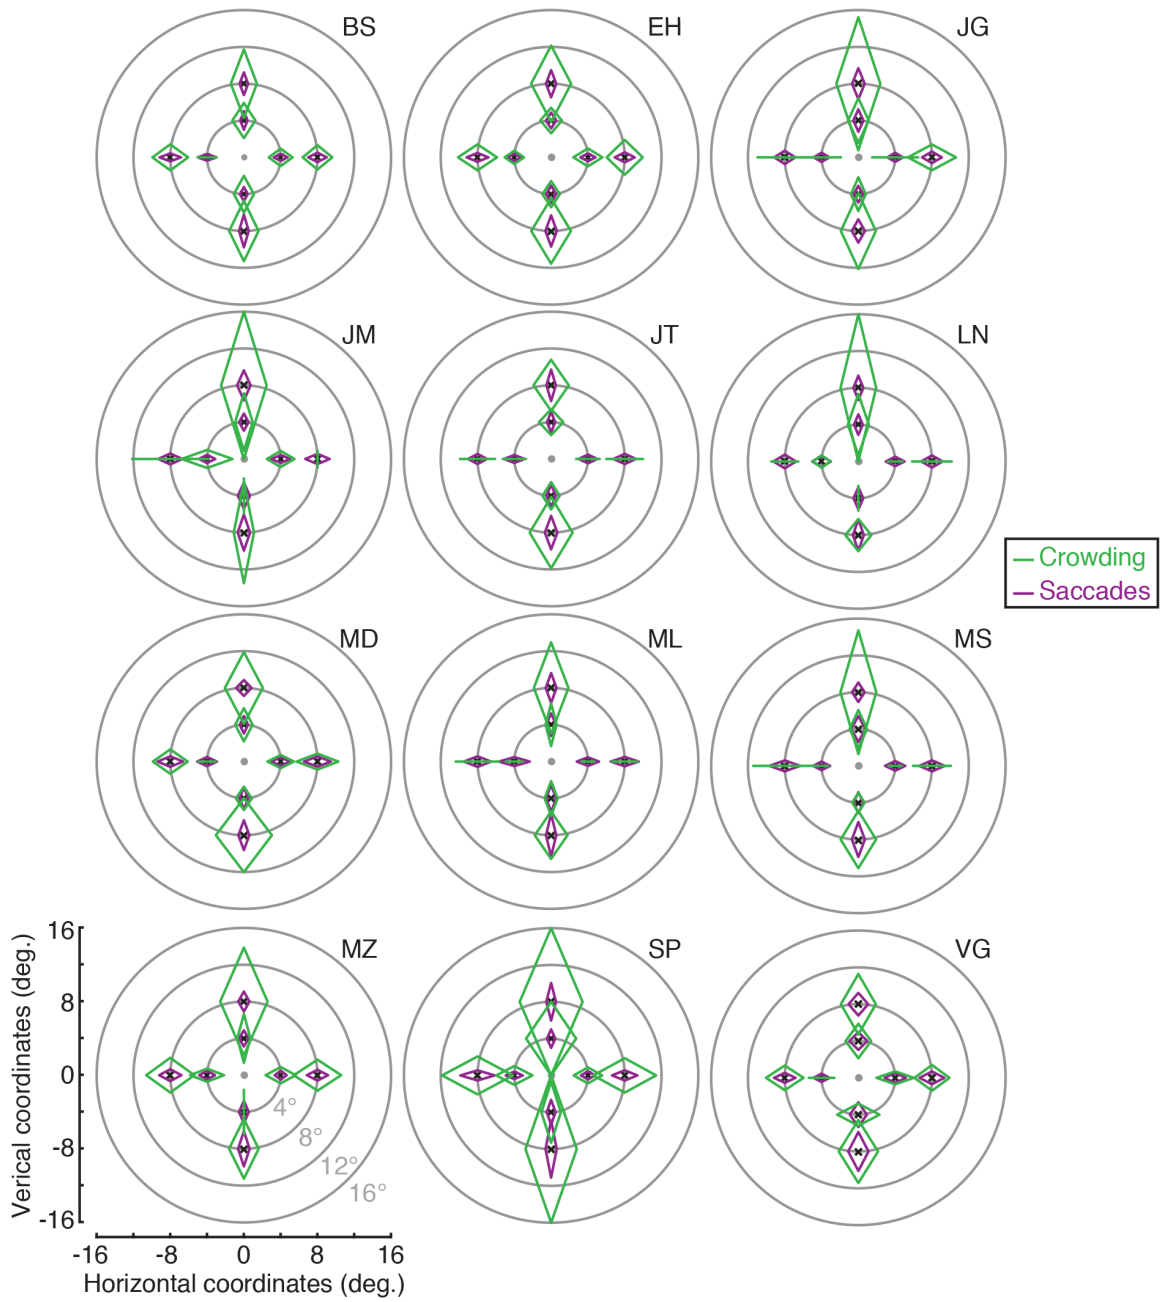 BS
EH
JG
JM
JT
LN
Crowding
Saccades
MD
ML
MS
MZ
SP
VG
16
8
0
-8
-16
Verical coordinates (deg.)
4°
8°
12°
16°
-16
-8
0
8
16
Horizontal coordinates (deg.)